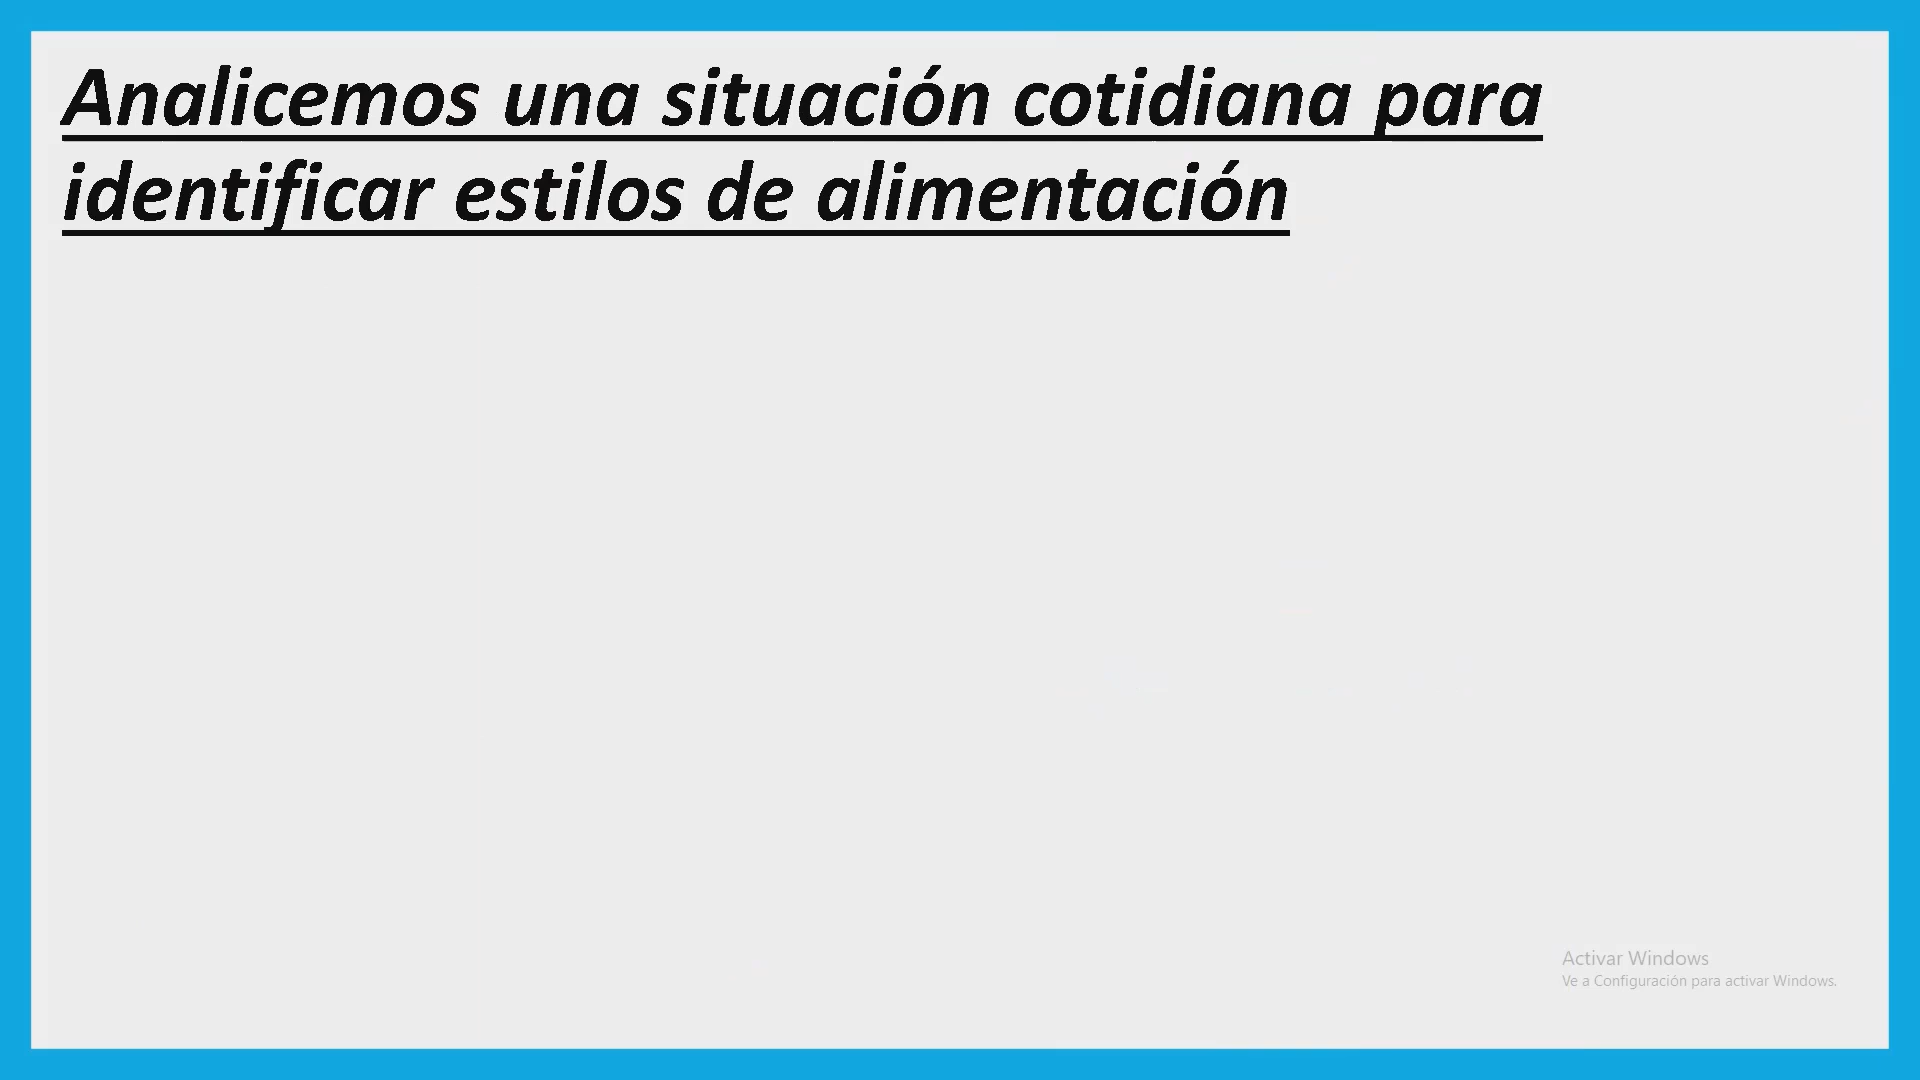 Analicemos una situación cotidiana para
identificar estilos de alimentación
Activar Windows
Ve a Configuración para activar Windows.